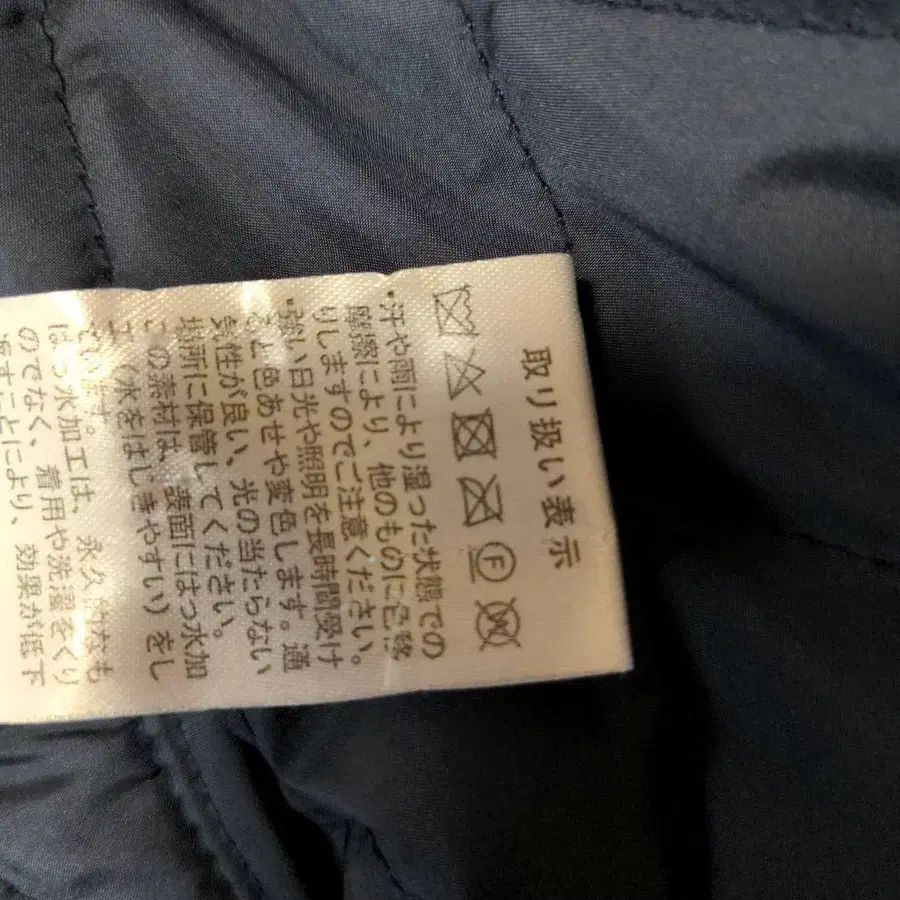 取り扱い表示
F W
・汗や雨により湿った状態での
摩擦により、他のものに色移
りしますのでご注意ください。
・強い日光や照明を長時間受け
ると色あせや変色します。通
気性が良い、光の当たらない
場所に保管してください。
この素材は、表面にはっ水加
工(水をはじきやすい)をし
ています。
はっ水加工は、永久的なも
のでなく、着用や洗濯をくり
返すことにより、効果が低下